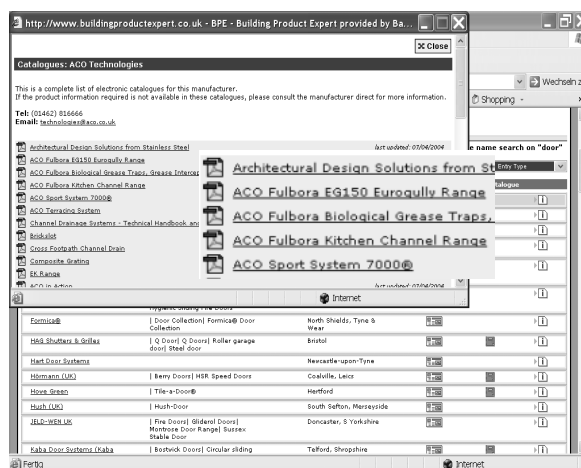 http://www.buildingproductexpert.co.uk - BPE - Building Product Expert provided by Ba...
Close
Catalogues: ACO Technologies
This is a complete list of electronic catalogues for this manufacturer.
If the product information required is not available in these catalogues, please consult the manufacturer direct for more information.
Tel: (01462) 816666
Email: technologies@aco.co.uk
Architectural Design Solutions from Stainless Steel last updated: 07/04/2004
ACO Fulbora EG150 Eurogully Range
ACO Fulbora Biological Grease Traps, Grease Intercep
ACO Fulbora Kitchen Channel Range
ACO Sport System 7000®
ACO Terracing System
Channel Drainage Systems - Technical Handbook an
Brickslot
Cross Footpath Channel Drain
Composite Grating
EK Range
ACO in Action last updated: 07/04/2004
Architectural Design Solutions from St
ACO Fulbora EG150 Eurogully Range
ACO Fulbora Biological Grease Traps,
ACO Fulbora Kitchen Channel Range
ACO Sport System 7000®
Internet
Wechseln z
Shopping
e name search on "door"
Entry Type
talogue
Hygienic Sliding Fire Doors
Formica® | Door Collection| Formica® Door Collection North Shields, Tyne & Wear
HAG Shutters & Grilles | Q Door| Q Doors| Roller garage door| Steel door Bristol
Hart Door Systems Newcastle-upon-Tyne
Hörmann (UK) | Berry Doors| HSR Speed Doors Coalville, Leics
Hove Green | Tile-a-Door® Hertford
Hush (UK) | Hush-Door South Sefton, Merseyside
JELD-WEN UK | Fire Doors| Gliderol Doors| Montrose Door Range| Sussex Stable Door Doncaster, S Yorkshire
Kaba Door Systems (Kaba | Bostwick Doors| Circular sliding Telford, Shropshire
Fertig
Internet